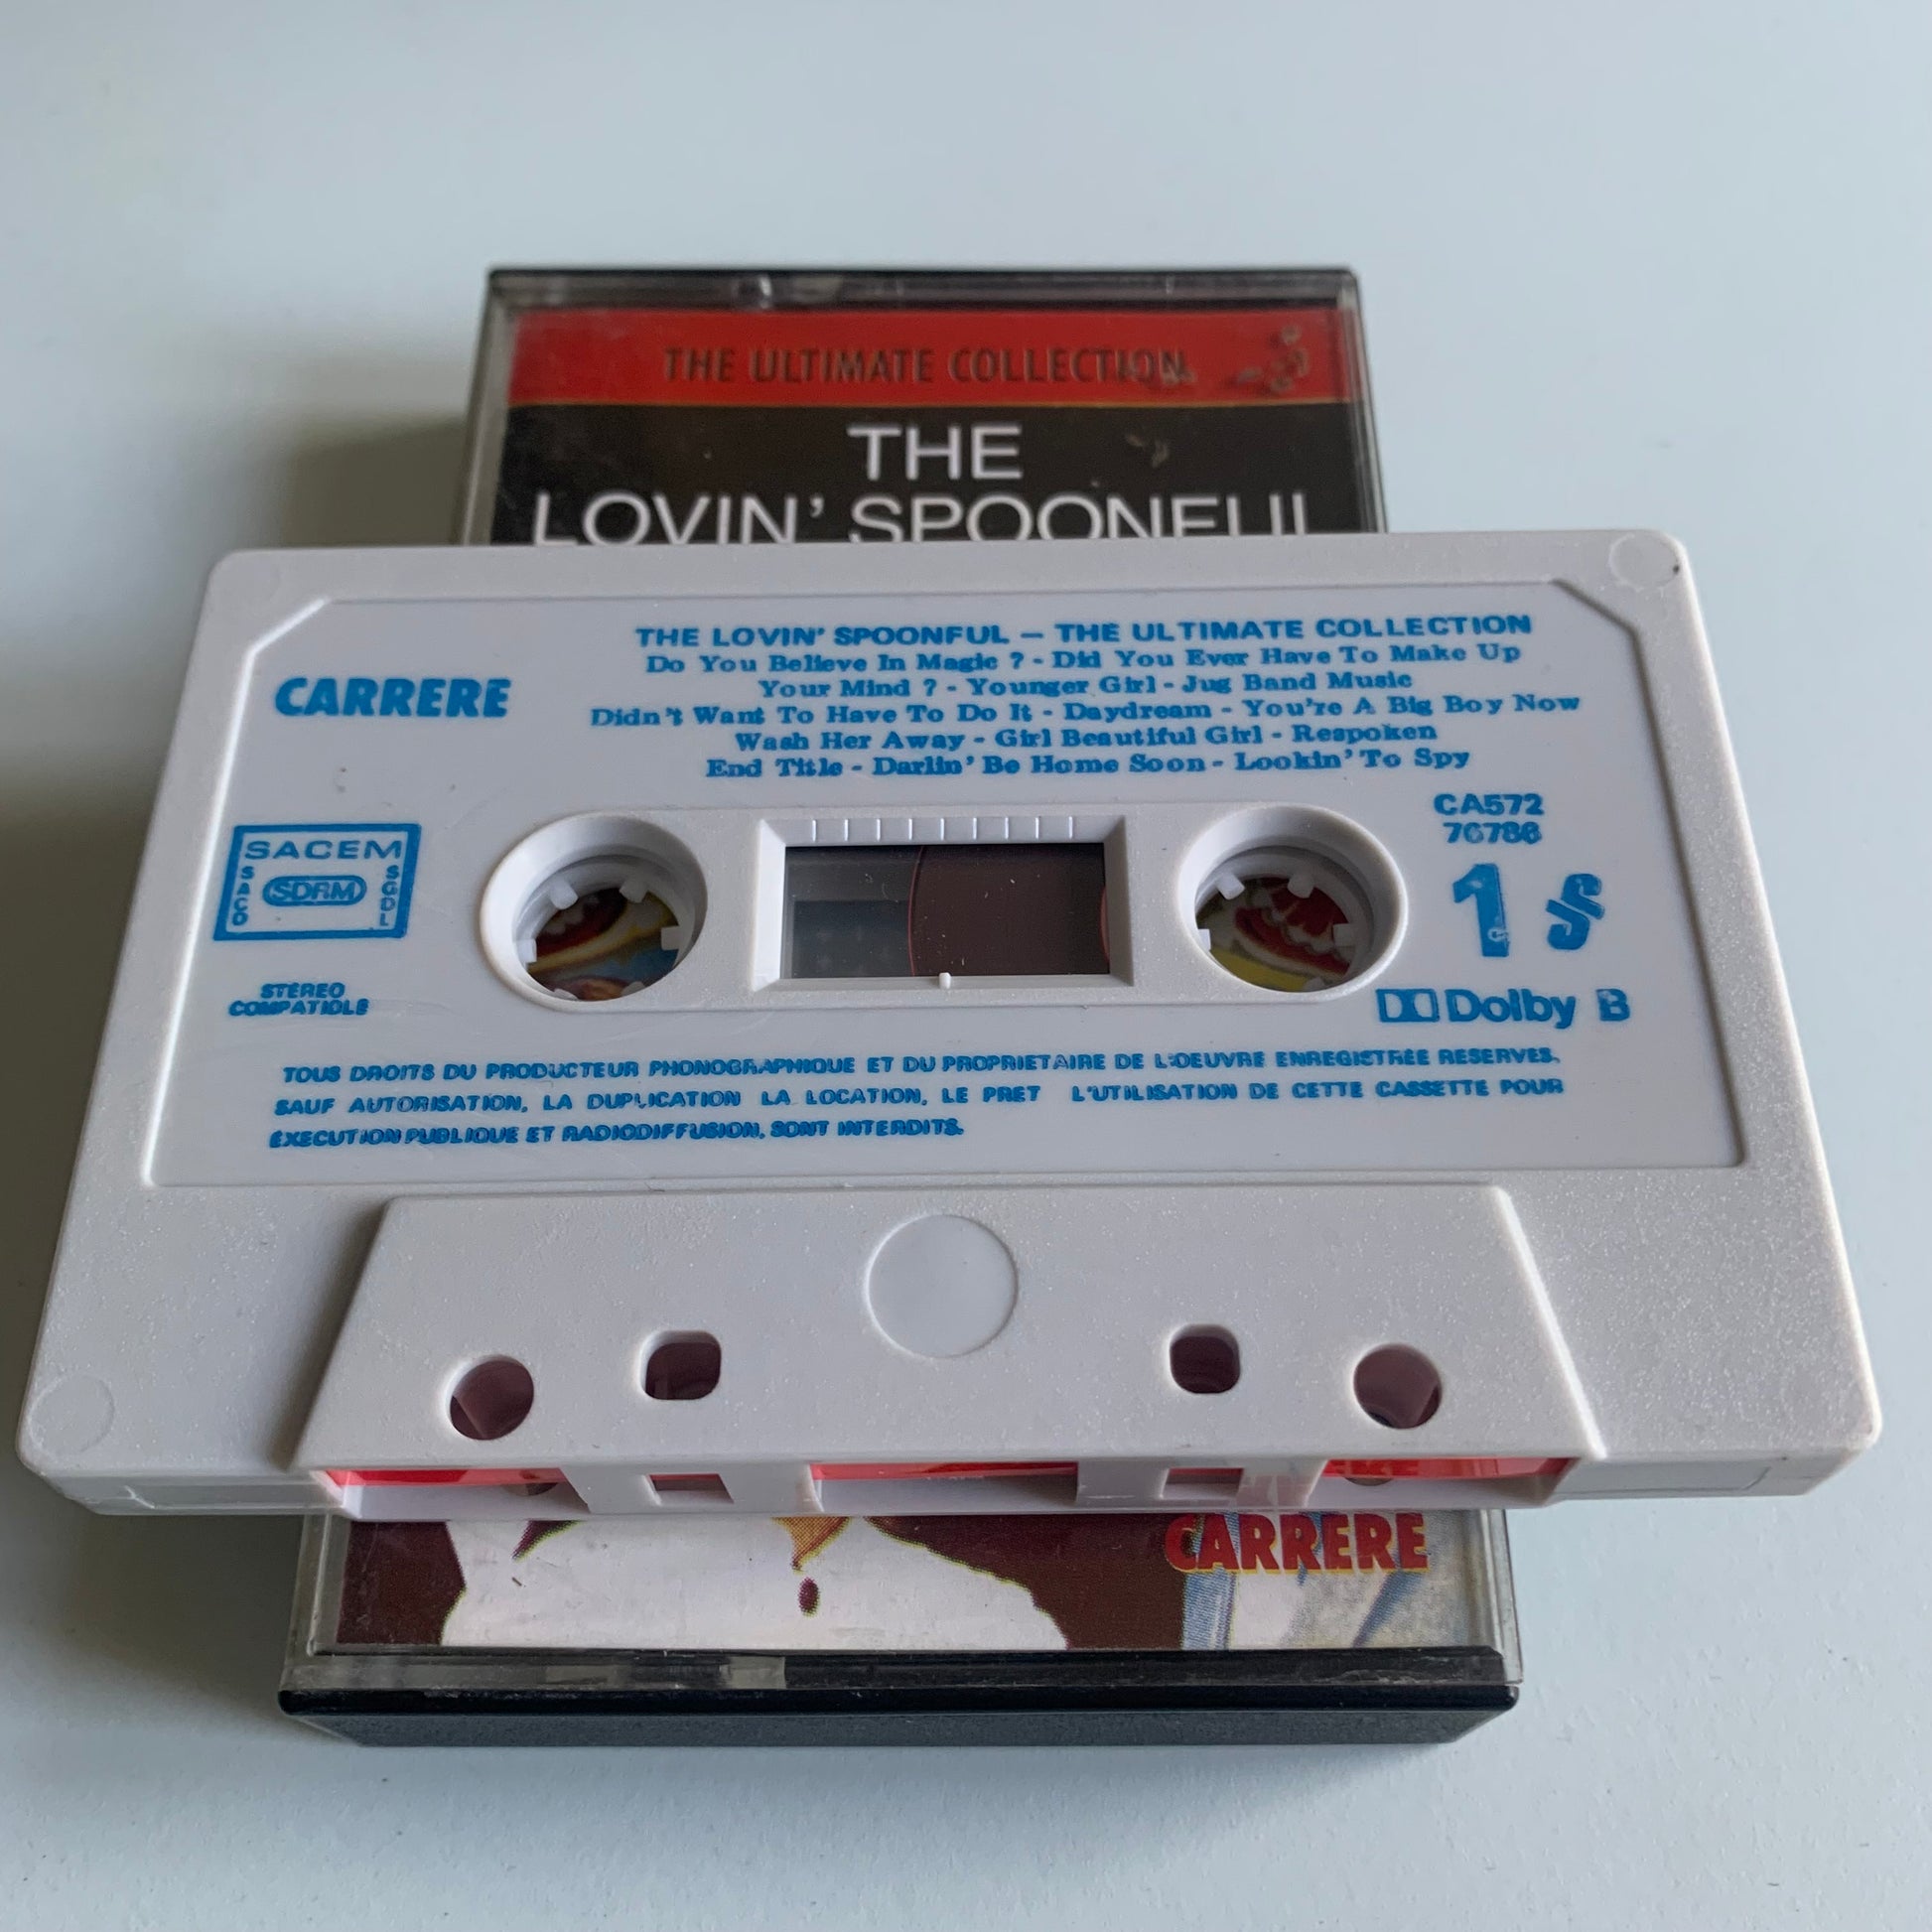 THE ULTIMATE COLLECTION
THE
LOVIN' SPOONFUL
THE LOVIN' SPOONFUL — THE ULTIMATE COLLECTION
Do You Believe In Magic ? - Did You Ever Have To Make Up
Your Mind ? - Younger Girl - Jug Band Music
Didn't Want To Have To Do It - Daydream - You're A Big Boy Now
Wash Her Away - Girl Beautiful Girl - Respoken
End Title - Darlin' Be Home Soon - Lookin' To Spy
CARRERE
CA572
76786
SACEM
SACD
SDRM
SGDL
1
STÉRÉO
COMPATIBLE
Dolby B
TOUS DROITS DU PRODUCTEUR PHONOGRAPHIQUE ET DU PROPRIETAIRE DE L'OEUVRE ENREGISTREE RESERVES.
SAUF AUTORISATION, LA DUPLICATION LA LOCATION, LE PRET L'UTILISATION DE CETTE CASSETTE POUR
EXECUTION PUBLIQUE ET RADIODIFFUSION, SONT INTERDITS.
CARRERE